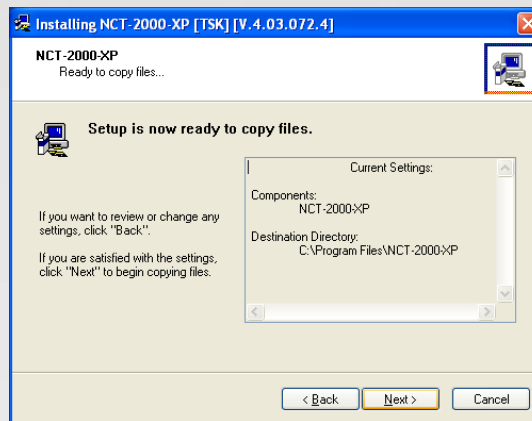 Installing NCT-2000-XP [TSK] [V.4.03.072.4]
NCT-2000-XP
Ready to copy files...
Setup is now ready to copy files.
If you want to review or change any
settings, click "Back".
If you are satisfied with the settings,
click "Next" to begin copying files.
Current Settings:
Components:
NCT-2000-XP
Destination Directory:
C:\Program Files\NCT-2000-XP
< Back
Next >
Cancel